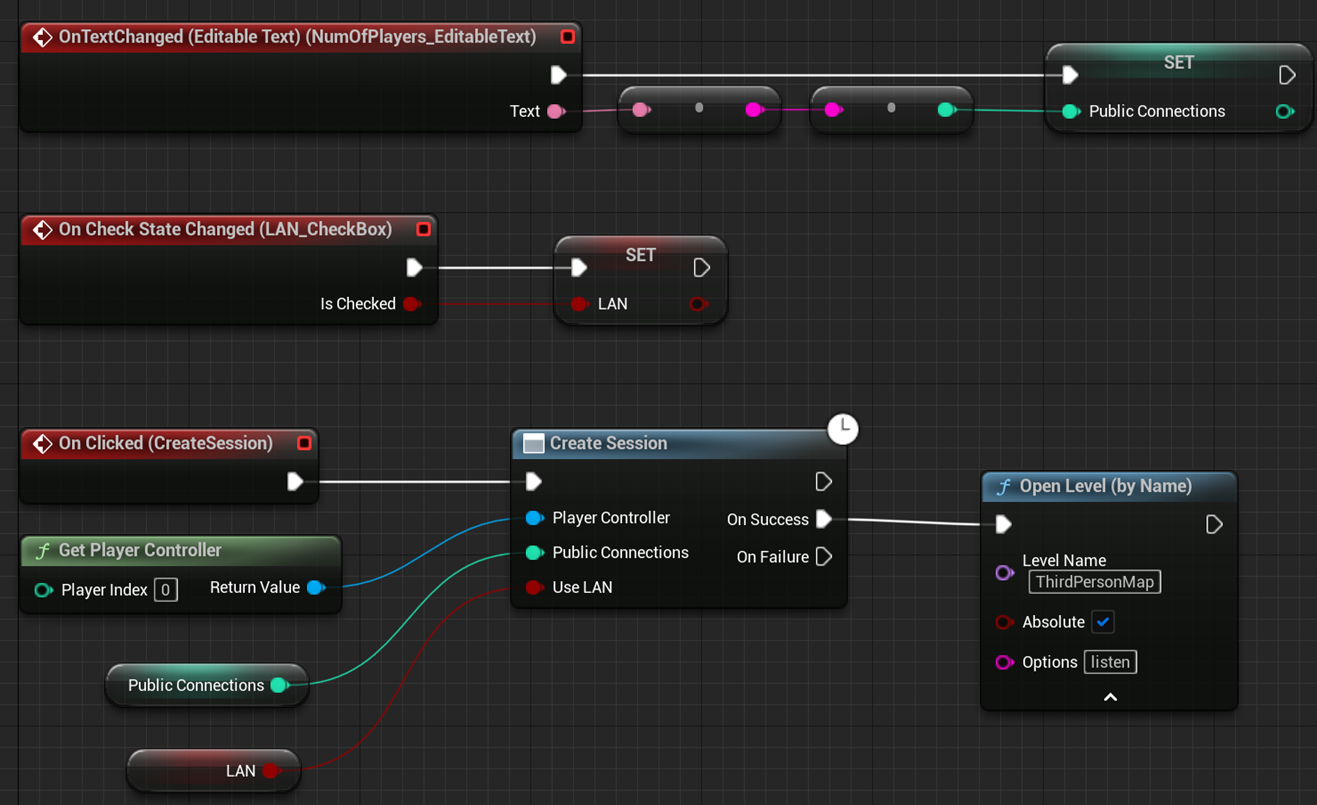 OnTextChanged (Editable Text) (NumOfPlayers_EditableText)
Text
SET
Public Connections
On Check State Changed (LAN_CheckBox)
Is Checked
SET
LAN
On Clicked (CreateSession)
Create Session
Player Controller
On Success
Public Connections
On Failure
Use LAN
Get Player Controller
Player Index 0
Return Value
Public Connections
LAN
Open Level (by Name)
Level Name
ThirdPersonMap
Absolute
Options listen